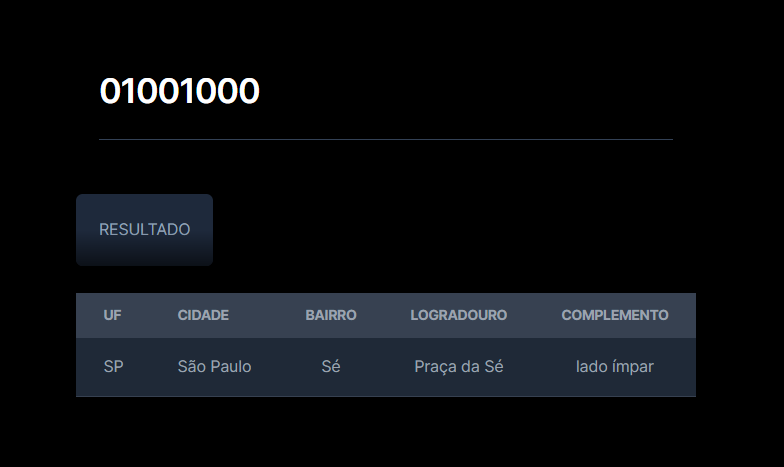 01001000
RESULTADO
UF CIDADE BAIRRO LOGRADOURO COMPLEMENTO
SP São Paulo Sé Praça da Sé lado ímpar